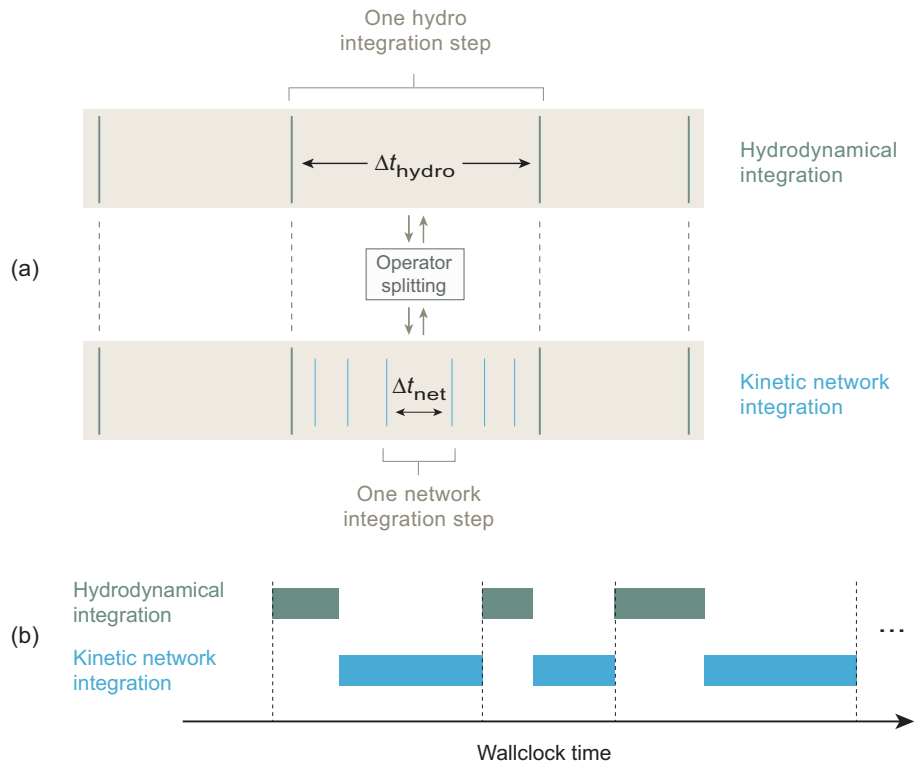 One hydro
integration step
Δt_hydro
Hydrodynamical
integration
(a)
Operator
splitting
Δt_net
Kinetic network
integration
One network
integration step
Hydrodynamical
integration
(b)
Kinetic network
integration
...
Wallclock time